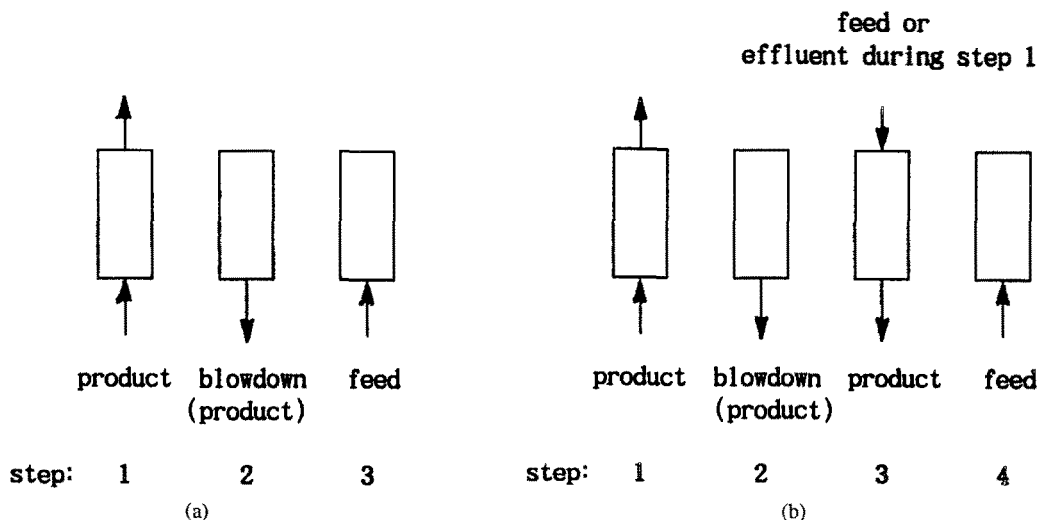 feed or
effluent during step 1
product blowdown feed
(product)
step: 1 2 3
(a)
product blowdown product feed
(product)
step: 1 2 3 4
(b)